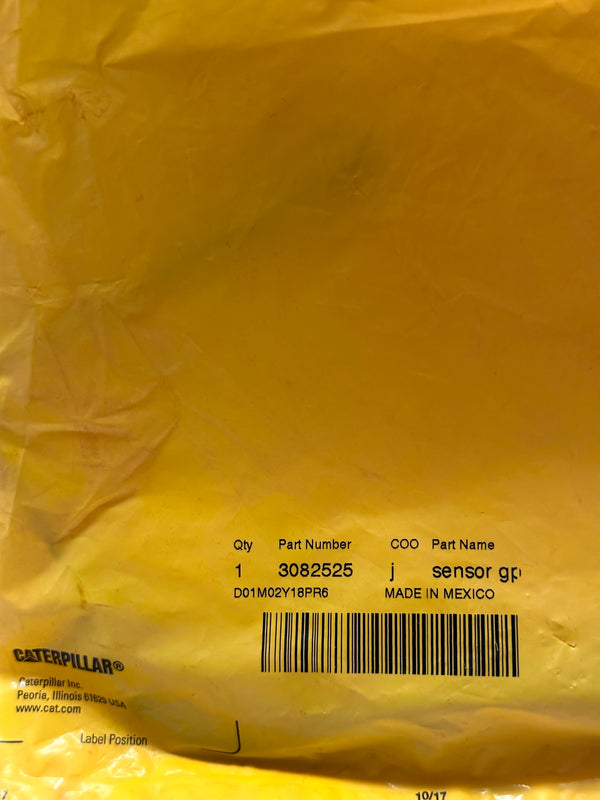 Qty Part Number COO Part Name
1 3082525 j sensor gp
D01M02Y18PR6 MADE IN MEXICO
CATERPILLAR®
Caterpillar Inc.
Peoria, Illinois 61629 USA
www.cat.com
Label Position
10/17